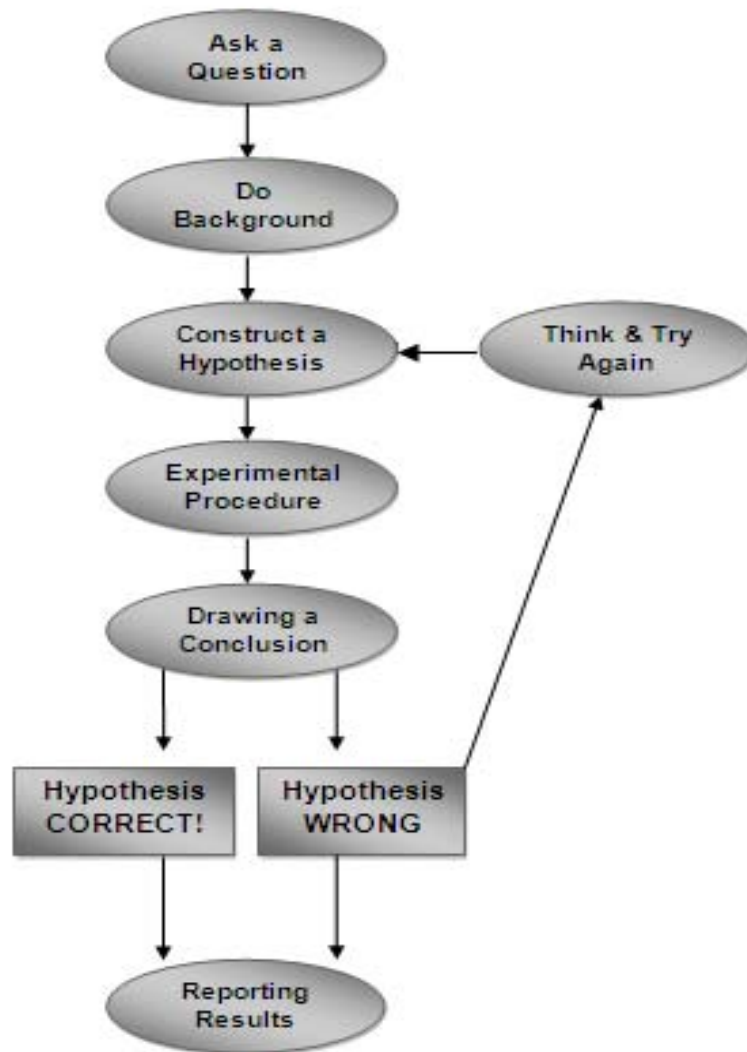 Ask a
Question
Do
Background
Construct a
Hypothesis
Think & Try
Again
Experimental
Procedure
Drawing a
Conclusion
Hypothesis
CORRECT!
Hypothesis
WRONG
Reporting
Results